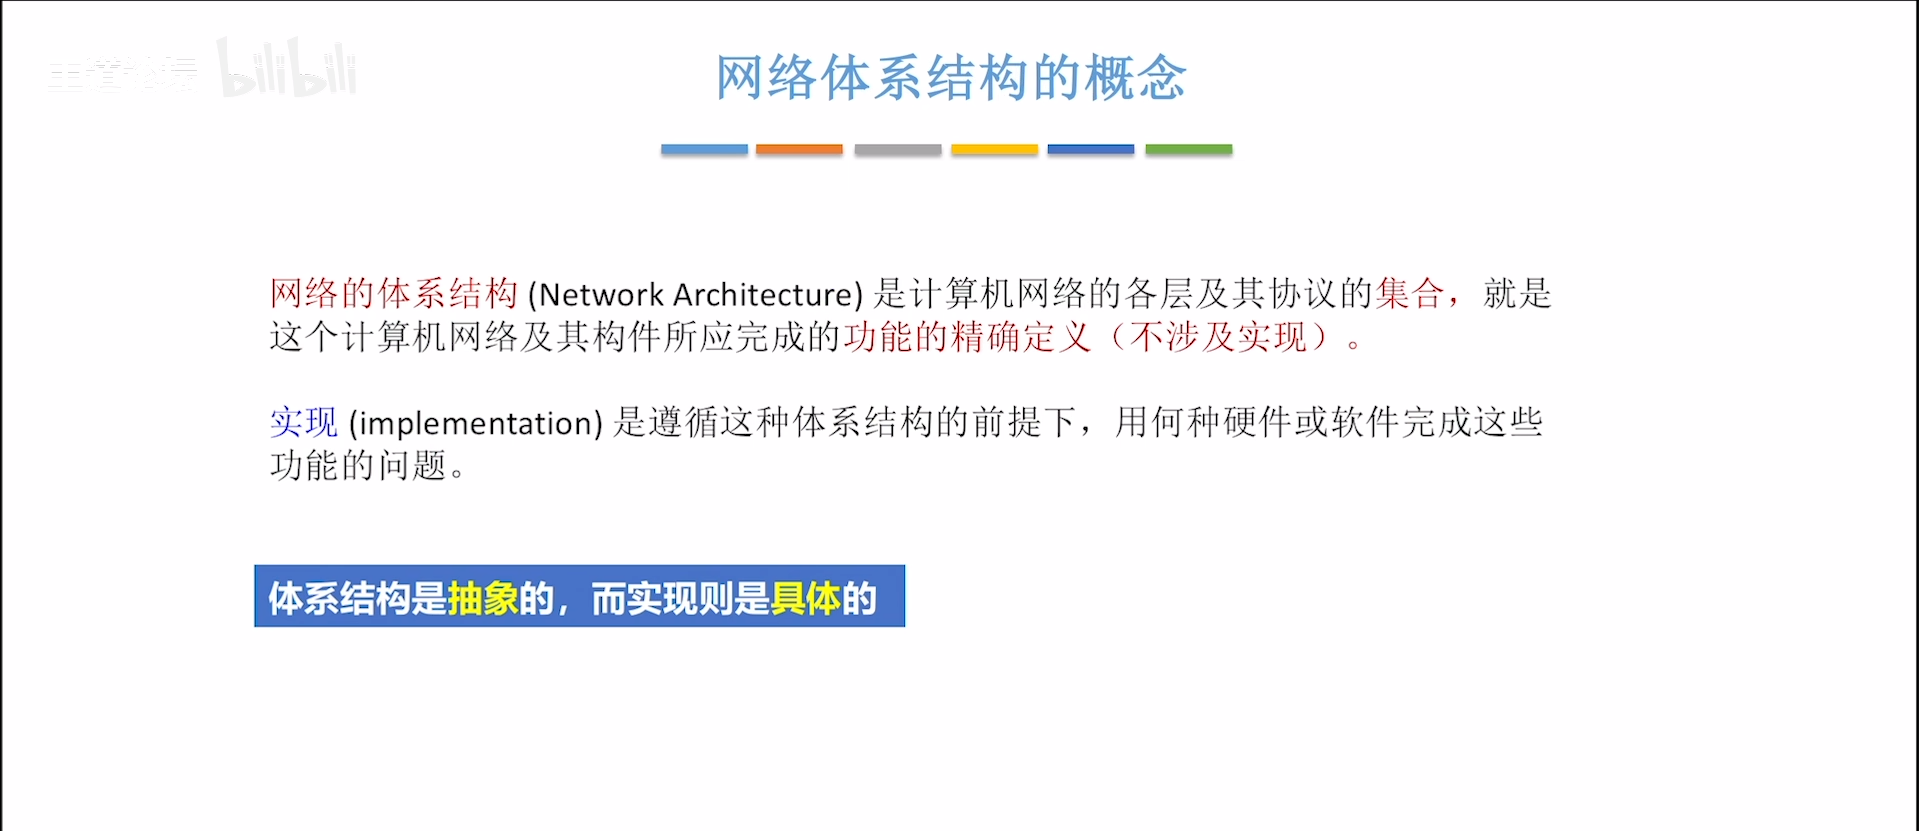 王道论坛 bilibili
网络体系结构的概念
网络的体系结构 (Network Architecture) 是计算机网络的各层及其协议的集合，就是
这个计算机网络及其构件所应完成的功能的精确定义（不涉及实现）。
实现 (implementation) 是遵循这种体系结构的前提下，用何种硬件或软件完成这些
功能的问题。
体系结构是抽象的，而实现则是具体的